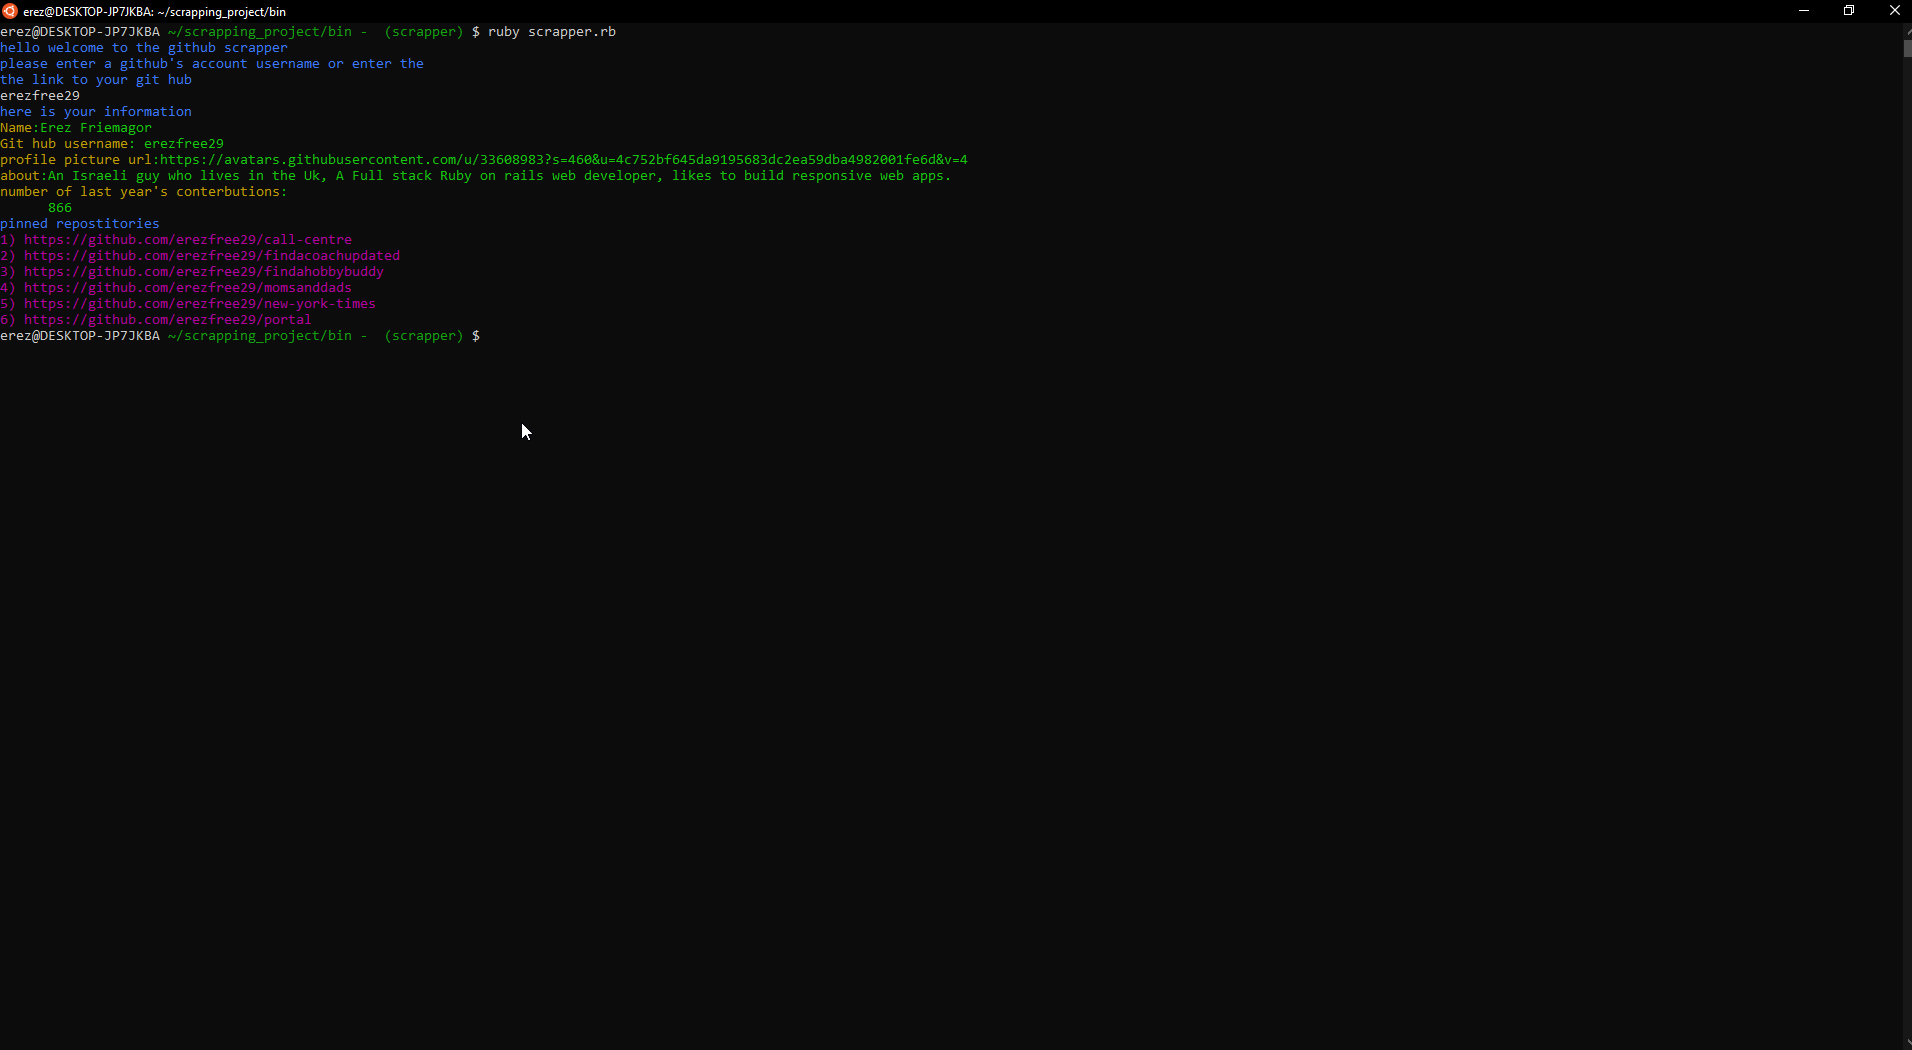 erez@DESKTOP-JP7JKBA: ~/scrapping_project/bin
erez@DESKTOP-JP7JKBA ~/scrapping_project/bin -  (scrapper) $ ruby scrapper.rb
hello welcome to the github scrapper
please enter a github's account username or enter the
the link to your git hub
erezfree29
here is your information
Name:Erez Friemagor
Git hub username: erezfree29
profile picture url:https://avatars.githubusercontent.com/u/33608983?s=460&u=4c752bf645da9195683dc2ea59dba4982001fe6d&v=4
about:An Israeli guy who lives in the Uk, A Full stack Ruby on rails web developer, likes to build responsive web apps.
number of last year's conterbutions:
      866
pinned repostitories
1) https://github.com/erezfree29/call-centre
2) https://github.com/erezfree29/findacoachupdated
3) https://github.com/erezfree29/findahobbybuddy
4) https://github.com/erezfree29/momsanddads
5) https://github.com/erezfree29/new-york-times
6) https://github.com/erezfree29/portal
erez@DESKTOP-JP7JKBA ~/scrapping_project/bin -  (scrapper) $